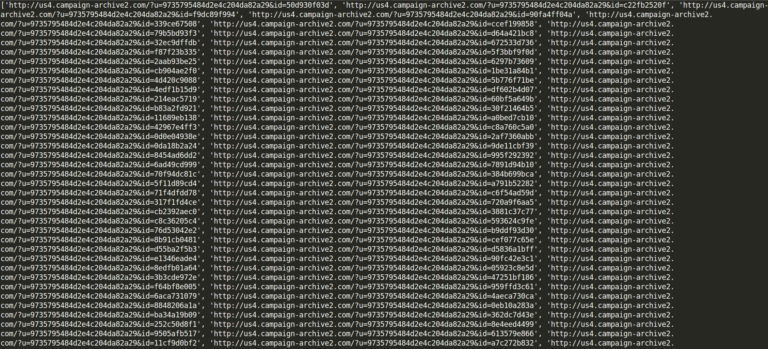 ['http://us4.campaign-archive2.com/?u=9735795484d2e4c204da82a29&id=50d930f03d', 'http://us4.campaign-archive2.com/?u=9735795484d2e4c204da82a29&id=c22fb2520f', 'http://us4.campaign-
archive2.com/?u=9735795484d2e4c204da82a29&id=f9dc89f994', 'http://us4.campaign-archive2.com/?u=9735795484d2e4c204da82a29&id=90fa4ff04a', 'http://us4.campaign-archive2.
com/?u=9735795484d2e4c204da82a29&id=339ce67508', 'http://us4.campaign-archive2.com/?u=9735795484d2e4c204da82a29&id=ccef199858', 'http://us4.campaign-archive2.
com/?u=9735795484d2e4c204da82a29&id=79b5bd93f3', 'http://us4.campaign-archive2.com/?u=9735795484d2e4c204da82a29&id=d64a421bc8', 'http://us4.campaign-archive2.
com/?u=9735795484d2e4c204da82a29&id=32ec9dffdb', 'http://us4.campaign-archive2.com/?u=9735795484d2e4c204da82a29&id=672533d736', 'http://us4.campaign-archive2.
com/?u=9735795484d2e4c204da82a29&id=f87f23b335', 'http://us4.campaign-archive2.com/?u=9735795484d2e4c204da82a29&id=5f3bbf9f0d', 'http://us4.campaign-archive2.
com/?u=9735795484d2e4c204da82a29&id=2aab93be25', 'http://us4.campaign-archive2.com/?u=9735795484d2e4c204da82a29&id=6297b73609', 'http://us4.campaign-archive2.
com/?u=9735795484d2e4c204da82a29&id=cb904ae2f0', 'http://us4.campaign-archive2.com/?u=9735795484d2e4c204da82a29&id=1be31a84b1', 'http://us4.campaign-archive2.
com/?u=9735795484d2e4c204da82a29&id=4d420c9088', 'http://us4.campaign-archive2.com/?u=9735795484d2e4c204da82a29&id=5b776f71be', 'http://us4.campaign-archive2.
com/?u=9735795484d2e4c204da82a29&id=4edf1b15d9', 'http://us4.campaign-archive2.com/?u=9735795484d2e4c204da82a29&id=df602b4d07', 'http://us4.campaign-archive2.
com/?u=9735795484d2e4c204da82a29&id=214eac5719', 'http://us4.campaign-archive2.com/?u=9735795484d2e4c204da82a29&id=60bf5a649b', 'http://us4.campaign-archive2.
com/?u=9735795484d2e4c204da82a29&id=b83a2fd921', 'http://us4.campaign-archive2.com/?u=9735795484d2e4c204da82a29&id=30f21464b5', 'http://us4.campaign-archive2.
com/?u=9735795484d2e4c204da82a29&id=11689eb138', 'http://us4.campaign-archive2.com/?u=9735795484d2e4c204da82a29&id=a0bed7cb10', 'http://us4.campaign-archive2.
com/?u=9735795484d2e4c204da82a29&id=42967e4ff3', 'http://us4.campaign-archive2.com/?u=9735795484d2e4c204da82a29&id=c8a760c5a0', 'http://us4.campaign-archive2.
com/?u=9735795484d2e4c204da82a29&id=0d0e04938e', 'http://us4.campaign-archive2.com/?u=9735795484d2e4c204da82a29&id=2af7360abb', 'http://us4.campaign-archive2.
com/?u=9735795484d2e4c204da82a29&id=0da18b2a24', 'http://us4.campaign-archive2.com/?u=9735795484d2e4c204da82a29&id=9de11cbf39', 'http://us4.campaign-archive2.
com/?u=9735795484d2e4c204da82a29&id=8454ad6dd2', 'http://us4.campaign-archive2.com/?u=9735795484d2e4c204da82a29&id=995f292392', 'http://us4.campaign-archive2.
com/?u=9735795484d2e4c204da82a29&id=6ad49cd999', 'http://us4.campaign-archive2.com/?u=9735795484d2e4c204da82a29&id=7891d94b10', 'http://us4.campaign-archive2.
com/?u=9735795484d2e4c204da82a29&id=70f94dc81c', 'http://us4.campaign-archive2.com/?u=9735795484d2e4c204da82a29&id=384b699bca', 'http://us4.campaign-archive2.
com/?u=9735795484d2e4c204da82a29&id=5f11d89cd4', 'http://us4.campaign-archive2.com/?u=9735795484d2e4c204da82a29&id=a791b52282', 'http://us4.campaign-archive2.
com/?u=9735795484d2e4c204da82a29&id=71f4dfdd78', 'http://us4.campaign-archive2.com/?u=9735795484d2e4c204da82a29&id=c6f54ad59d', 'http://us4.campaign-archive2.
com/?u=9735795484d2e4c204da82a29&id=317f1fd4ce', 'http://us4.campaign-archive2.com/?u=9735795484d2e4c204da82a29&id=720a9f6aa5', 'http://us4.campaign-archive2.
com/?u=9735795484d2e4c204da82a29&id=cb2392aec0', 'http://us4.campaign-archive2.com/?u=9735795484d2e4c204da82a29&id=3881c37c77', 'http://us4.campaign-archive2.
com/?u=9735795484d2e4c204da82a29&id=c8c36205c4', 'http://us4.campaign-archive2.com/?u=9735795484d2e4c204da82a29&id=593624c9fe', 'http://us4.campaign-archive2.
com/?u=9735795484d2e4c204da82a29&id=76d53042e2', 'http://us4.campaign-archive2.com/?u=9735795484d2e4c204da82a29&id=b9ddf93d30', 'http://us4.campaign-archive2.
com/?u=9735795484d2e4c204da82a29&id=8b91cb0481', 'http://us4.campaign-archive2.com/?u=9735795484d2e4c204da82a29&id=cef077c65e', 'http://us4.campaign-archive2.
com/?u=9735795484d2e4c204da82a29&id=d55ba2f5b3', 'http://us4.campaign-archive2.com/?u=9735795484d2e4c204da82a29&id=d5836a1bff', 'http://us4.campaign-archive2.
com/?u=9735795484d2e4c204da82a29&id=e1346eade4', 'http://us4.campaign-archive2.com/?u=9735795484d2e4c204da82a29&id=90fc42e3c1', 'http://us4.campaign-archive2.
com/?u=9735795484d2e4c204da82a29&id=8edfb01a64', 'http://us4.campaign-archive2.com/?u=9735795484d2e4c204da82a29&id=05923c8e5d', 'http://us4.campaign-archive2.
com/?u=9735795484d2e4c204da82a29&id=3b3cde972e', 'http://us4.campaign-archive2.com/?u=9735795484d2e4c204da82a29&id=47251bf186', 'http://us4.campaign-archive2.
com/?u=9735795484d2e4c204da82a29&id=f64bf8e005', 'http://us4.campaign-archive2.com/?u=9735795484d2e4c204da82a29&id=959ffd3c61', 'http://us4.campaign-archive2.
com/?u=9735795484d2e4c204da82a29&id=6aca731079', 'http://us4.campaign-archive2.com/?u=9735795484d2e4c204da82a29&id=4aeca730ca', 'http://us4.campaign-archive2.
com/?u=9735795484d2e4c204da82a29&id=8848206a1a', 'http://us4.campaign-archive2.com/?u=9735795484d2e4c204da82a29&id=0eb10a283a', 'http://us4.campaign-archive2.
com/?u=9735795484d2e4c204da82a29&id=ba34a19b09', 'http://us4.campaign-archive2.com/?u=9735795484d2e4c204da82a29&id=362dc7d43e', 'http://us4.campaign-archive2.
com/?u=9735795484d2e4c204da82a29&id=252c50d8f1', 'http://us4.campaign-archive2.com/?u=9735795484d2e4c204da82a29&id=8e4eed4499', 'http://us4.campaign-archive2.
com/?u=9735795484d2e4c204da82a29&id=9505afb517', 'http://us4.campaign-archive2.com/?u=9735795484d2e4c204da82a29&id=613579e866', 'http://us4.campaign-archive2.
com/?u=9735795484d2e4c204da82a29&id=11cf9d0bf2', 'http://us4.campaign-archive2.com/?u=9735795484d2e4c204da82a29&id=a7c272b832', 'http://us4.campaign-archive2.